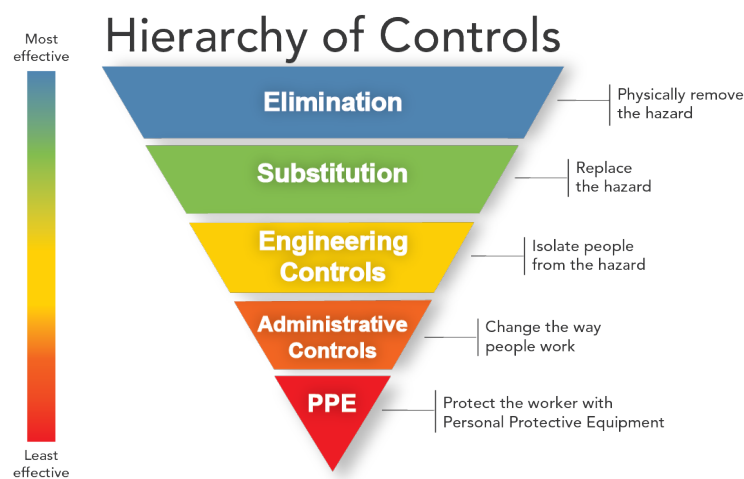 Hierarchy of Controls
Most
effective
Elimination
Physically remove
the hazard
Substitution
Replace
the hazard
Engineering
Controls
Isolate people
from the hazard
Administrative
Controls
Change the way
people work
PPE
Protect the worker with
Personal Protective Equipment
Least
effective